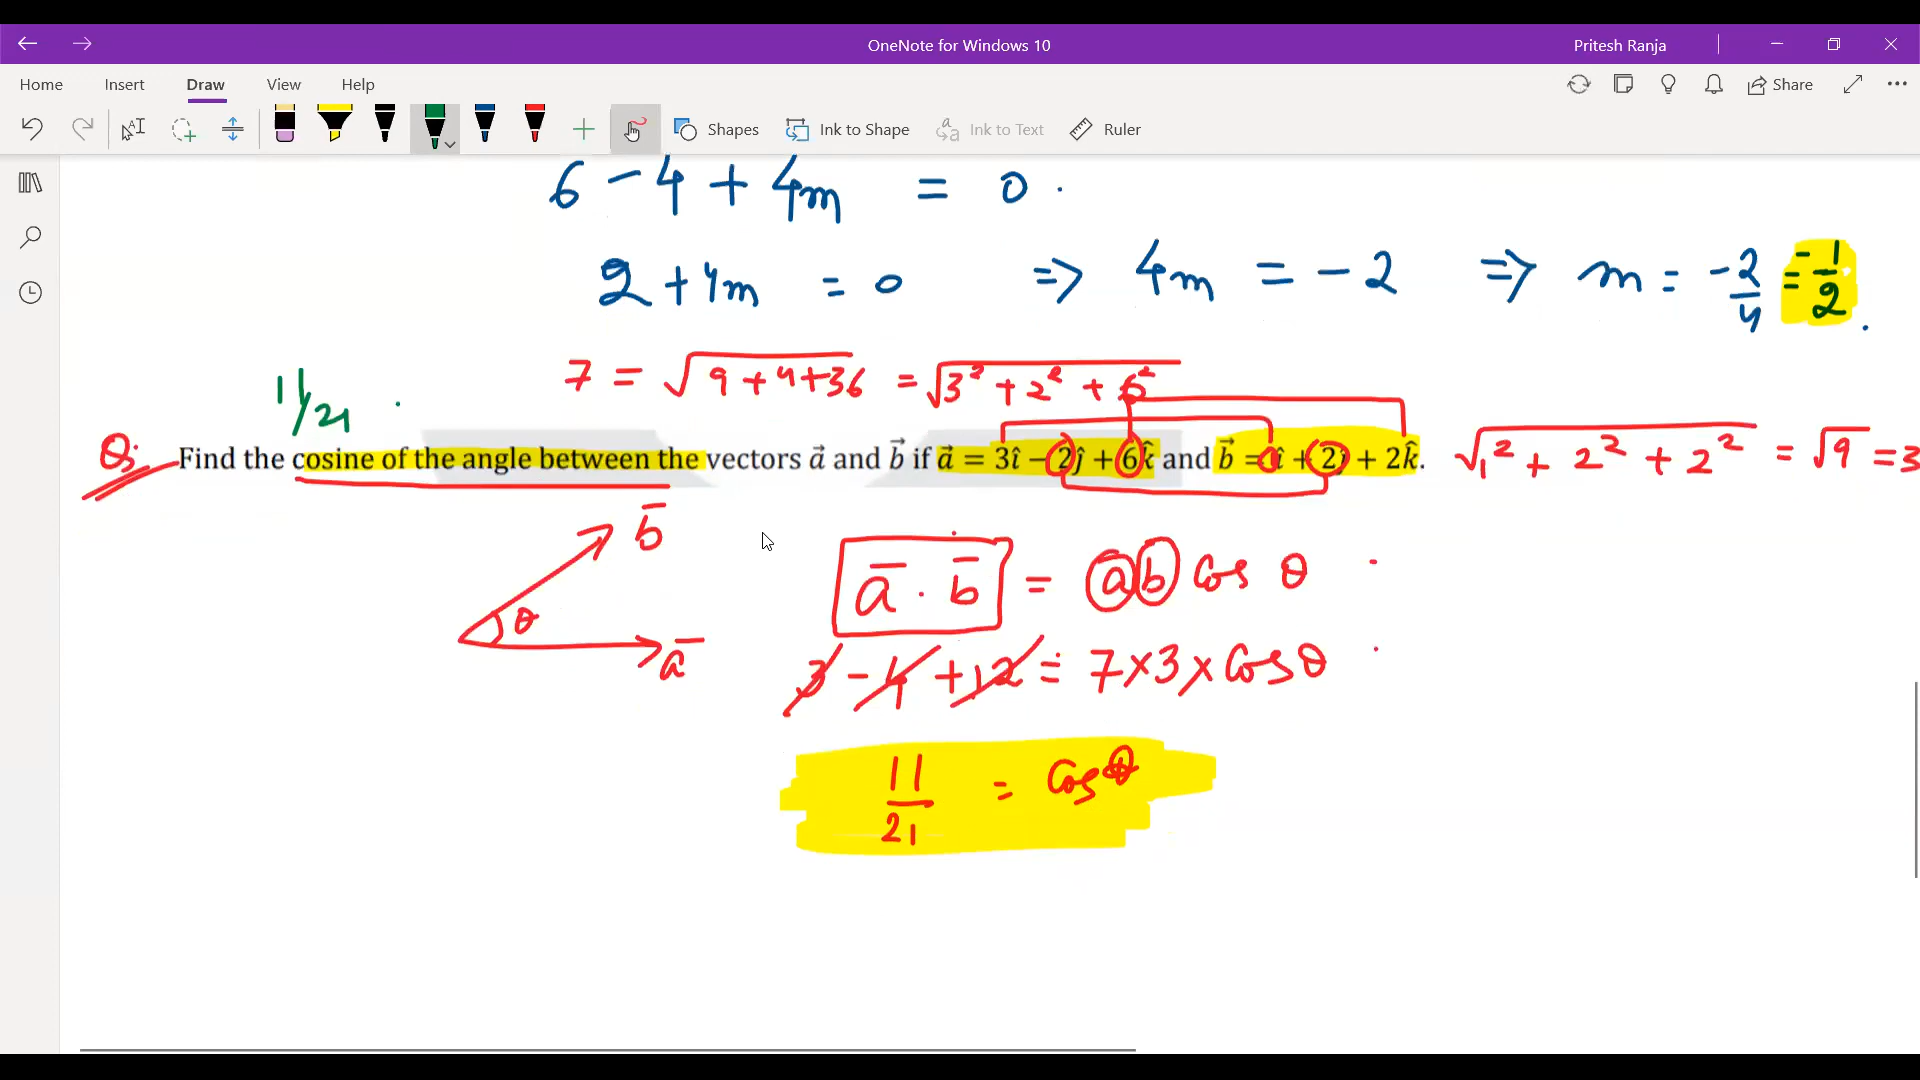 OneNote for Windows 10
Pritesh Ranja
Home Insert Draw View Help
Share
Shapes Ink to Shape Ink to Text Ruler
6 - 4 + 4m = 0 .
2 + 4m = 0 => 4m = - 2 => m = -2/4 = -1/2 .
7 = √(9 + 4 + 36) = √(3² + 2² + 6²)
11/21 .
Q. Find the cosine of the angle between the vectors a⃗ and b⃗ if a⃗ = 3î − 2ĵ + 6k̂ and b⃗ = î + 2ĵ + 2k̂. √(1² + 2² + 2²) = √9 = 3
b̄
θ
ā
ā . b̄ = a b cos θ
3 - 4 + 12 = 7 × 3 × cos θ
11/21 = cos θ